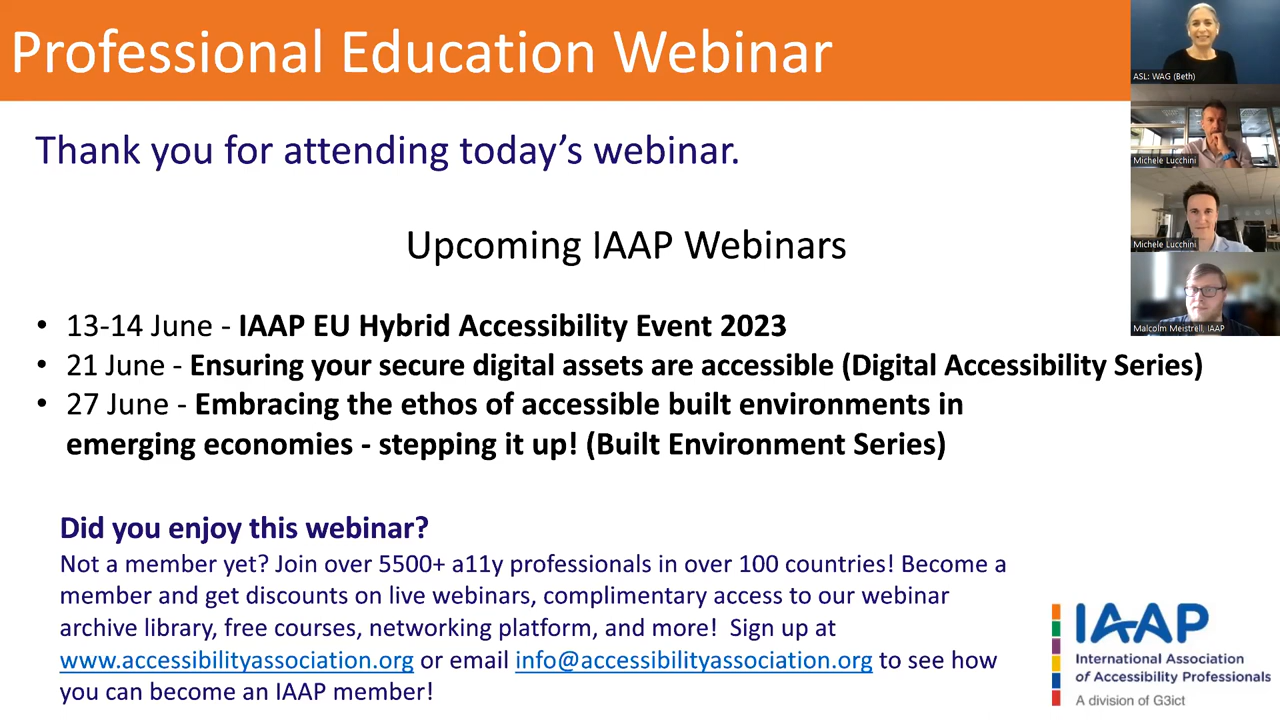 Professional Education Webinar
ASL: WAG (Beth)
Michele Lucchini
Michele Lucchini
Malcolm Meistrell, IAAP
Thank you for attending today's webinar.
Upcoming IAAP Webinars
• 13-14 June - IAAP EU Hybrid Accessibility Event 2023
• 21 June - Ensuring your secure digital assets are accessible (Digital Accessibility Series)
• 27 June - Embracing the ethos of accessible built environments in
emerging economies - stepping it up! (Built Environment Series)
Did you enjoy this webinar?
Not a member yet? Join over 5500+ a11y professionals in over 100 countries! Become a
member and get discounts on live webinars, complimentary access to our webinar
archive library, free courses, networking platform, and more!  Sign up at
www.accessibilityassociation.org or email info@accessibilityassociation.org to see how
you can become an IAAP member!
IAAP
International Association
of Accessibility Professionals
A division of G3ict